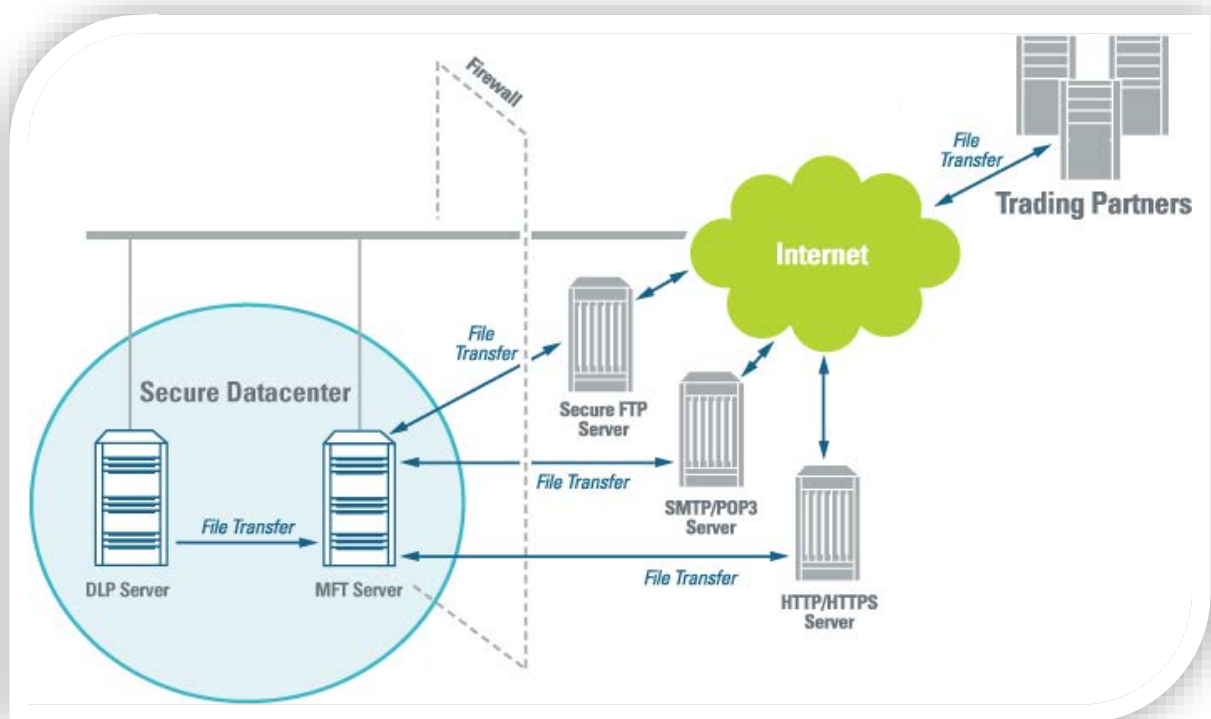 Firewall
File
Transfer
Trading Partners
Internet
File
Transfer
Secure Datacenter
Secure FTP
Server
File Transfer
SMTP/POP3
Server
File Transfer
DLP Server
MFT Server
File Transfer
HTTP/HTTPS
Server